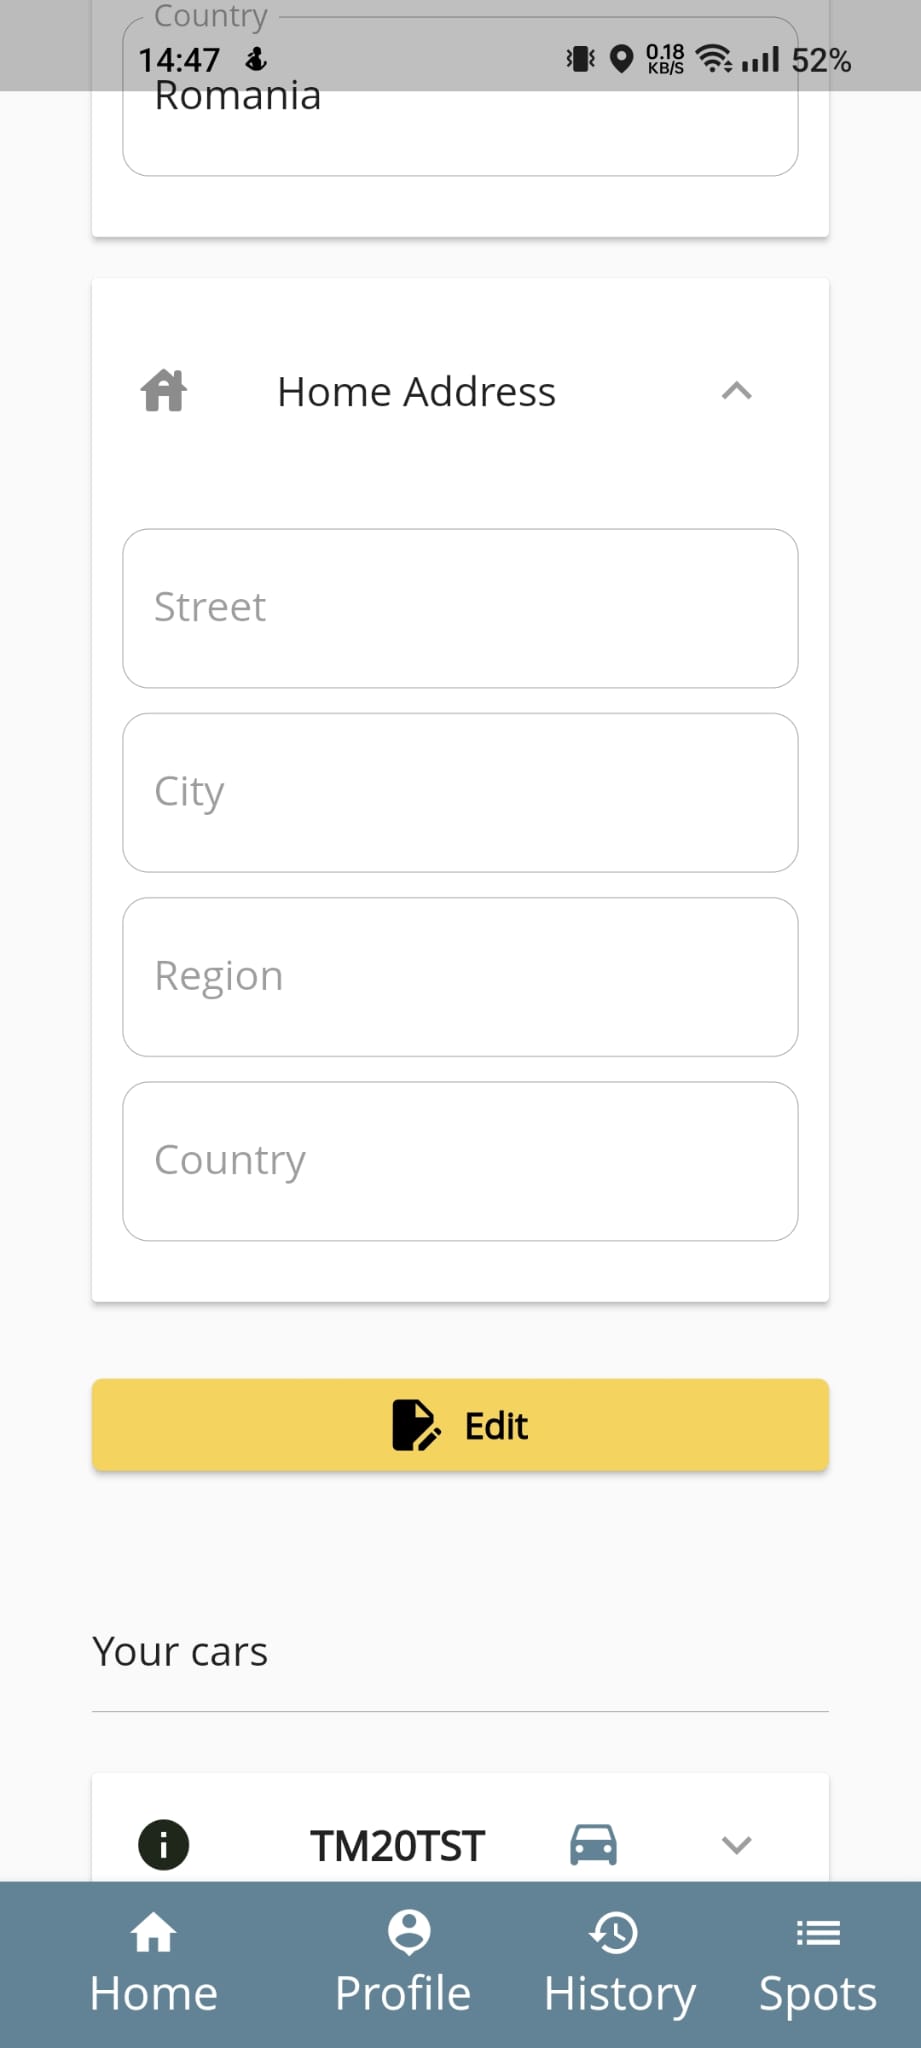 Country
14:47 0.18 KB/S 52%
Romania
Home Address
Street
City
Region
Country
Edit
Your cars
TM20TST
Home Profile History Spots